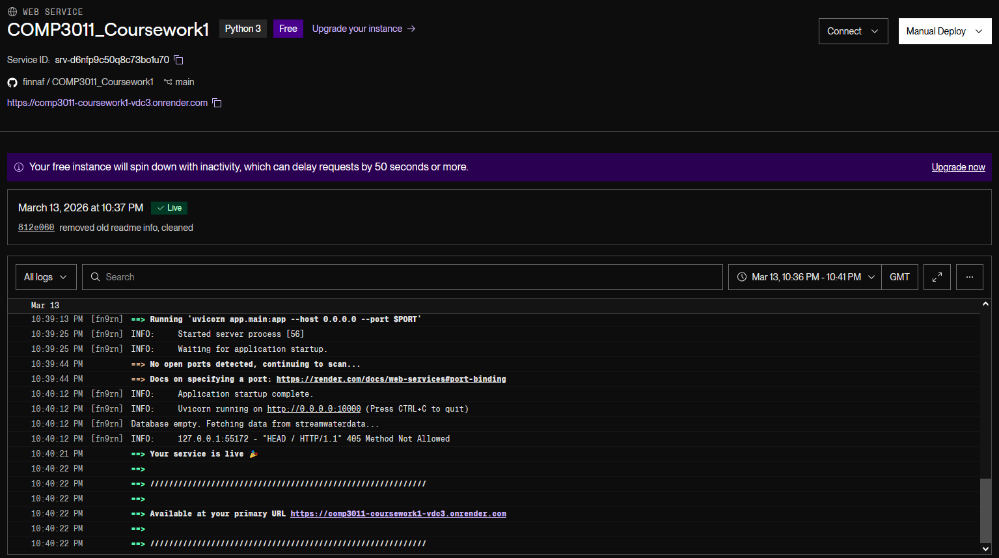 WEB SERVICE
COMP3011_Coursework1 Python 3 Free Upgrade your instance → Connect Manual Deploy
Service ID: srv-d6nfp9c50q8c73bo1u70
finnaf / COMP3011_Coursework1 main
https://comp3011-coursework1-vdc3.onrender.com
Your free instance will spin down with inactivity, which can delay requests by 50 seconds or more. Upgrade now
March 13, 2026 at 10:37 PM ✓ Live
812e060 removed old readme info, cleaned
All logs Search Mar 13, 10:36 PM - 10:41 PM GMT ...
Mar 13
10:39:13 PM [fn9rn] ==> Running 'uvicorn app.main:app --host 0.0.0.0 --port $PORT'
10:39:25 PM [fn9rn] INFO: Started server process [56]
10:39:25 PM [fn9rn] INFO: Waiting for application startup.
10:39:44 PM ==> No open ports detected, continuing to scan...
10:39:44 PM ==> Docs on specifying a port: https://render.com/docs/web-services#port-binding
10:40:12 PM [fn9rn] INFO: Application startup complete.
10:40:12 PM [fn9rn] INFO: Uvicorn running on http://0.0.0.0:10000 (Press CTRL+C to quit)
10:40:12 PM [fn9rn] Database empty. Fetching data from streamwaterdata...
10:40:12 PM [fn9rn] INFO: 127.0.0.1:55172 - "HEAD / HTTP/1.1" 405 Method Not Allowed
10:40:21 PM ==> Your service is live 🎉
10:40:22 PM ==>
10:40:22 PM ==> ///////////////////////////////////////////////////////////
10:40:22 PM ==>
10:40:22 PM ==> Available at your primary URL https://comp3011-coursework1-vdc3.onrender.com
10:40:22 PM ==>
10:40:22 PM ==> ///////////////////////////////////////////////////////////